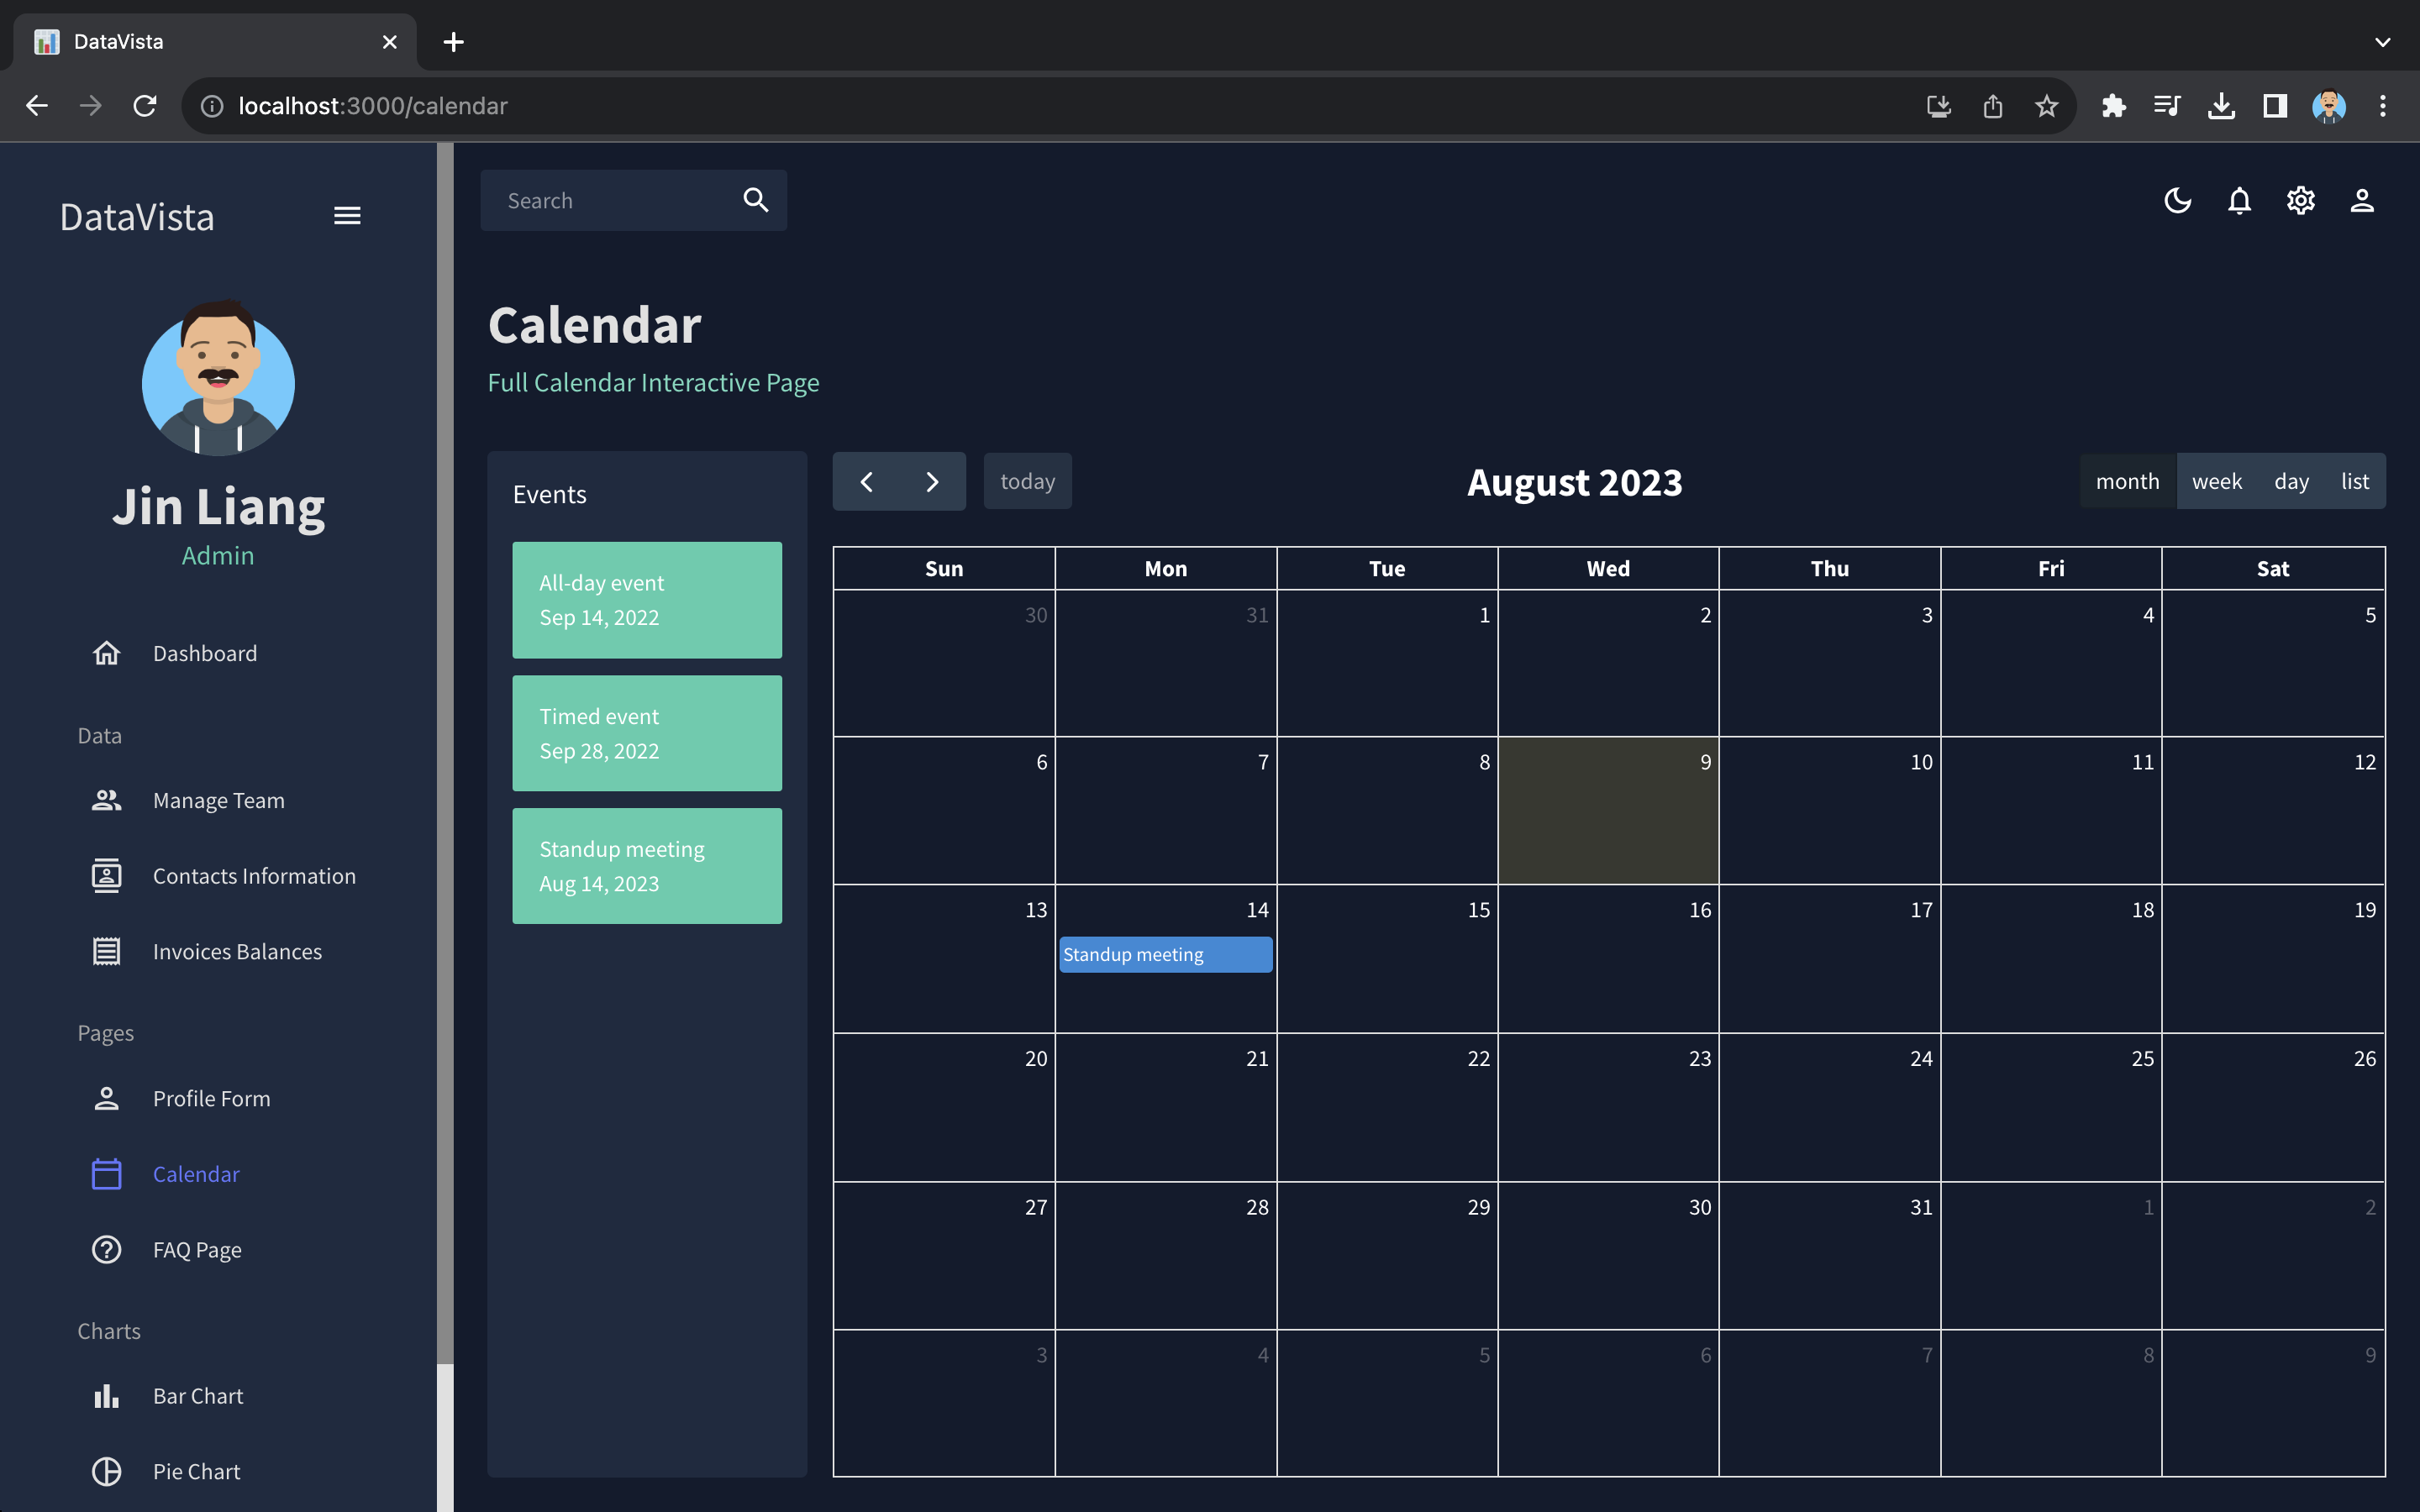 DataVista
localhost:3000/calendar
DataVista
Jin Liang
Admin
Dashboard
Data
Manage Team
Contacts Information
Invoices Balances
Pages
Profile Form
Calendar
FAQ Page
Charts
Bar Chart
Pie Chart
Search
Calendar
Full Calendar Interactive Page
Events
All-day event
Sep 14, 2022
Timed event
Sep 28, 2022
Standup meeting
Aug 14, 2023
today
August 2023
month week day list
Sun Mon Tue Wed Thu Fri Sat
30 31 1 2 3 4 5
6 7 8 9 10 11 12
13 14 15 16 17 18 19
Standup meeting
20 21 22 23 24 25 26
27 28 29 30 31 1 2
3 4 5 6 7 8 9